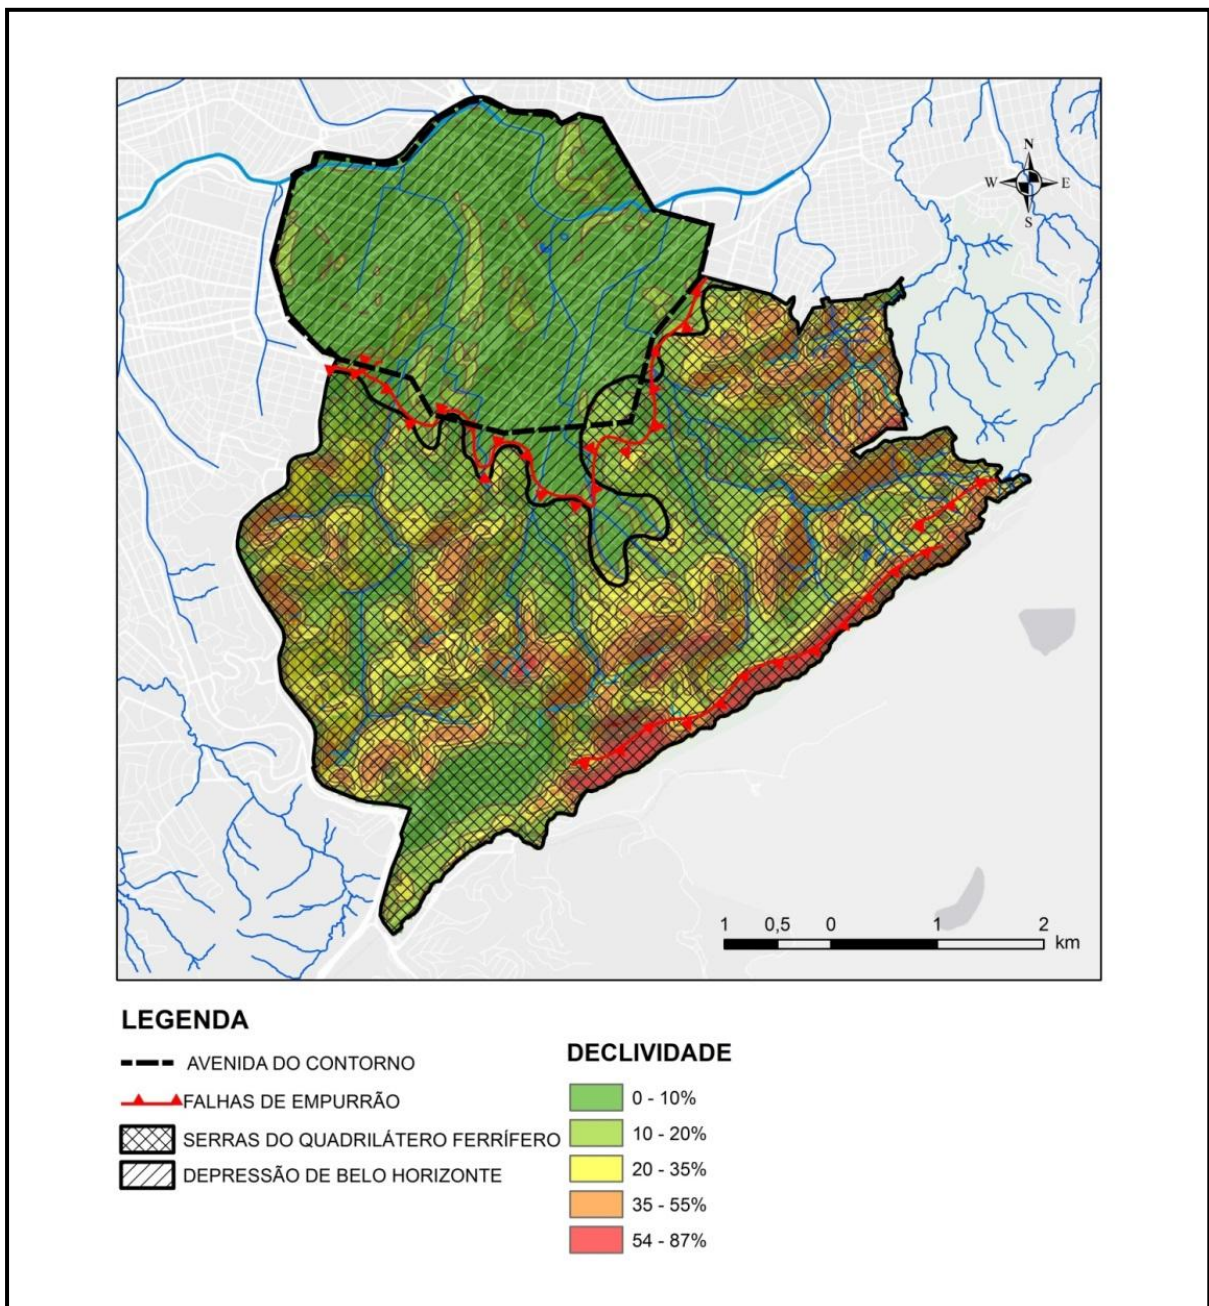 N
W E
S
1 0,5 0 1 2
km
LEGENDA
AVENIDA DO CONTORNO
FALHAS DE EMPURRÃO
SERRAS DO QUADRILÁTERO FERRÍFERO
DEPRESSÃO DE BELO HORIZONTE
DECLIVIDADE
0 - 10%
10 - 20%
20 - 35%
35 - 55%
54 - 87%